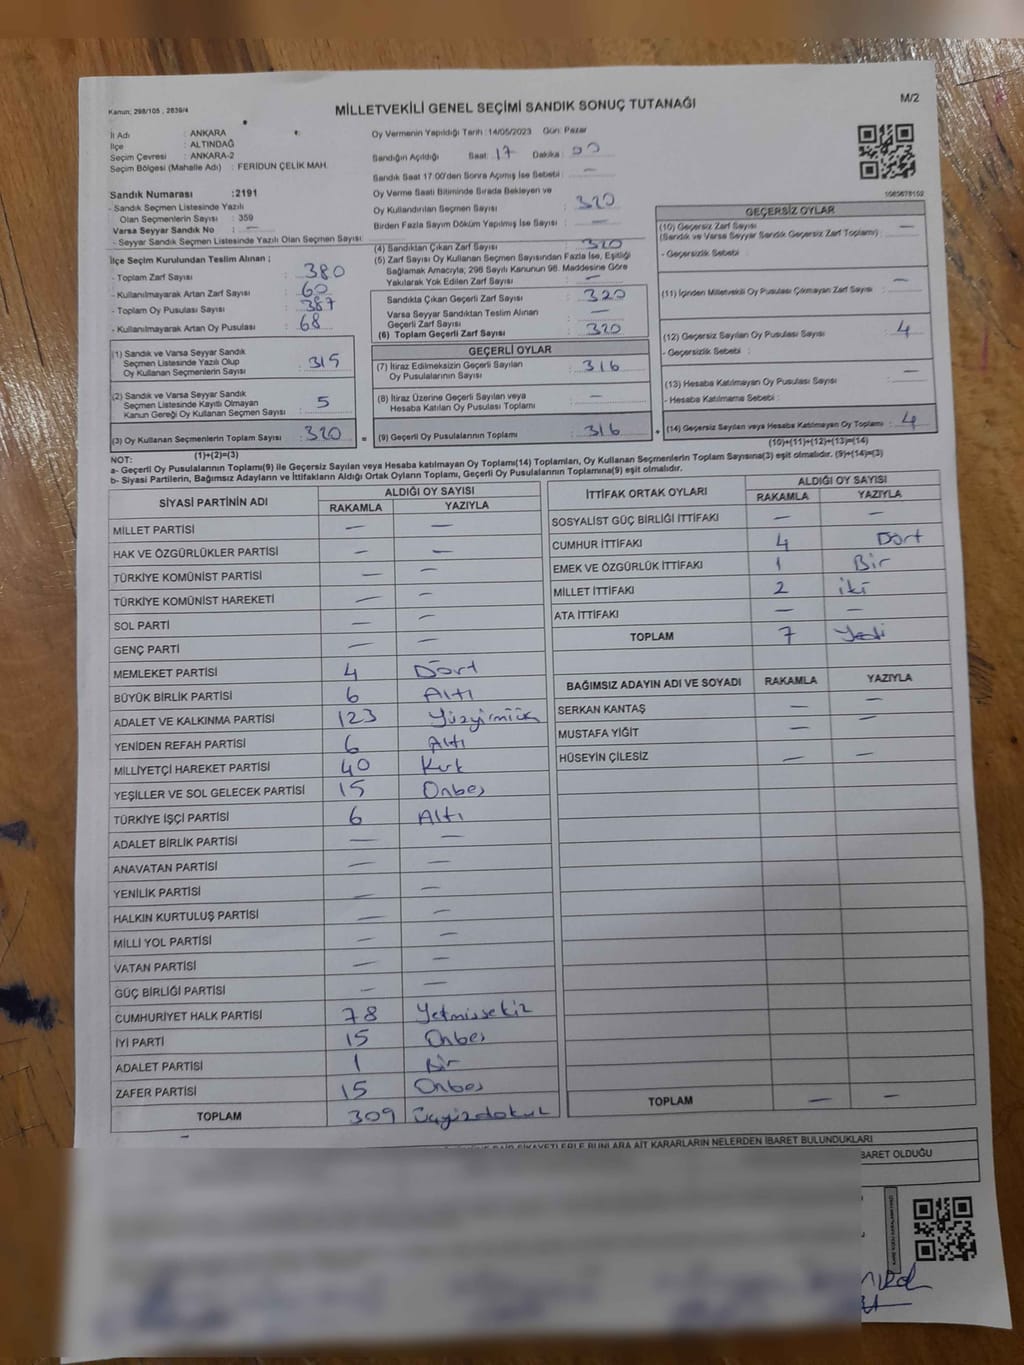 Kanun: 298/105 , 2839/4
MİLLETVEKİLİ GENEL SEÇİMİ SANDIK SONUÇ TUTANAĞI
M/2
İl Adı : ANKARA
İlçe : ALTINDAĞ
Seçim Çevresi : ANKARA-2
Seçim Bölgesi (Mahalle Adı) : FERİDUN ÇELİK MAH.
Sandık Numarası : 2191
- Sandık Seçmen Listesinde Yazılı
Olan Seçmenlerin Sayısı : 359
Varsa Seyyar Sandık No : —
- Seyyar Sandık Seçmen Listesinde Yazılı Olan Seçmen Sayısı:
İlçe Seçim Kurulundan Teslim Alınan ;
- Toplam Zarf Sayısı : 380
- Kullanılmayarak Artan Zarf Sayısı : 60
- Toplam Oy Pusulası Sayısı : 387
- Kullanılmayarak Artan Oy Pusulası : 68
(1) Sandık ve Varsa Seyyar Sandık
Seçmen Listesinde Yazılı Olup
Oy Kullanan Seçmenlerin Sayısı : 315
(2) Sandık ve Varsa Seyyar Sandık
Seçmen Listesinde Kayıtlı Olmayan
Kanun Gereği Oy Kullanan Seçmen Sayısı : 5
(3) Oy Kullanan Seçmenlerin Toplam Sayısı : 320
(1)+(2)=(3)
Oy Vermenin Yapıldığı Tarih : 14/05/2023 Gün: Pazar
Sandığın Açıldığı Saat : 17 Dakika : 00
Sandık Saat 17:00'den Sonra Açılmış İse Sebebi : —
Oy Verme Saati Bitiminde Sırada Bekleyen ve
Oy Kullandırılan Seçmen Sayısı : 320
Birden Fazla Sayım Döküm Yapılmış İse Sayısı : —
(4) Sandıktan Çıkan Zarf Sayısı : 320
(5) Zarf Sayısı Oy Kullanan Seçmen Sayısından Fazla İse, Eşitliği
Sağlamak Amacıyla; 298 Sayılı Kanunun 98. Maddesine Göre
Yakılarak Yok Edilen Zarf Sayısı : —
Sandıkta Çıkan Geçerli Zarf Sayısı : 320
Varsa Seyyar Sandıktan Teslim Alınan
Geçerli Zarf Sayısı : —
(6) Toplam Geçerli Zarf Sayısı : 320
GEÇERLİ OYLAR
(7) İtiraz Edilmeksizin Geçerli Sayılan
Oy Pusulalarının Sayısı : 316
(8) İtiraz Üzerine Geçerli Sayılan veya
Hesaba Katılan Oy Pusulası Toplamı : —
= (9) Geçerli Oy Pusulalarının Toplamı : 316
1585678102
GEÇERSİZ OYLAR
(10) Geçersiz Zarf Sayısı
(Sandık ve Varsa Seyyar Sandık Geçersiz Zarf Toplamı) : —
- Geçersizlik Sebebi :
(11) İçinden Milletvekili Oy Pusulası Çıkmayan Zarf Sayısı : —
(12) Geçersiz Sayılan Oy Pusulası Sayısı : 4
- Geçersizlik Sebebi :
(13) Hesaba Katılmayan Oy Pusulası Sayısı : —
- Hesaba Katılmama Sebebi :
+ (14) Geçersiz Sayılan veya Hesaba Katılmayan Oy Toplamı : 4
(10)+(11)+(12)+(13)=(14)
NOT:
a- Geçerli Oy Pusulalarının Toplamı(9) ile Geçersiz Sayılan veya Hesaba katılmayan Oy Toplamı(14) Toplamları, Oy Kullanan Seçmenlerin Toplam Sayısına(3) eşit olmalıdır. (9)+(14)=(3)
b- Siyasi Partilerin, Bağımsız Adayların ve İttifakların Aldığı Ortak Oyların Toplamı, Geçerli Oy Pusulalarının Toplamına(9) eşit olmalıdır.
SİYASİ PARTİNİN ADI ALDIĞI OY SAYISI
RAKAMLA YAZIYLA
MİLLET PARTİSİ — —
HAK VE ÖZGÜRLÜKLER PARTİSİ — —
TÜRKİYE KOMÜNİST PARTİSİ — —
TÜRKİYE KOMÜNİST HAREKETİ — —
SOL PARTİ — —
GENÇ PARTİ — —
MEMLEKET PARTİSİ 4 Dört
BÜYÜK BİRLİK PARTİSİ 6 Altı
ADALET VE KALKINMA PARTİSİ 123 Yüzyirmiüç
YENİDEN REFAH PARTİSİ 6 Altı
MİLLİYETÇİ HAREKET PARTİSİ 40 Kırk
YEŞİLLER VE SOL GELECEK PARTİSİ 15 Onbeş
TÜRKİYE İŞÇİ PARTİSİ 6 Altı
ADALET BİRLİK PARTİSİ — —
ANAVATAN PARTİSİ — —
YENİLİK PARTİSİ — —
HALKIN KURTULUŞ PARTİSİ — —
MİLLİ YOL PARTİSİ — —
VATAN PARTİSİ — —
GÜÇ BİRLİĞİ PARTİSİ — —
CUMHURİYET HALK PARTİSİ 78 Yetmişsekiz
İYİ PARTİ 15 Onbeş
ADALET PARTİSİ 1 Bir
ZAFER PARTİSİ 15 Onbeş
TOPLAM 309 Üçyüzdokuz
İTTİFAK ORTAK OYLARI ALDIĞI OY SAYISI
RAKAMLA YAZIYLA
SOSYALİST GÜÇ BİRLİĞİ İTTİFAKI — —
CUMHUR İTTİFAKI 4 Dört
EMEK VE ÖZGÜRLÜK İTTİFAKI 1 Bir
MİLLET İTTİFAKI 2 iki
ATA İTTİFAKI — —
TOPLAM 7 Yedi
BAĞIMSIZ ADAYIN ADI VE SOYADI RAKAMLA YAZIYLA
SERKAN KANTAŞ — —
MUSTAFA YİĞİT — —
HÜSEYİN ÇİLESİZ — —
TOPLAM — —
KARARLARIN NELERDEN İBARET BULUNDUKLARI
BARET OLDUĞU